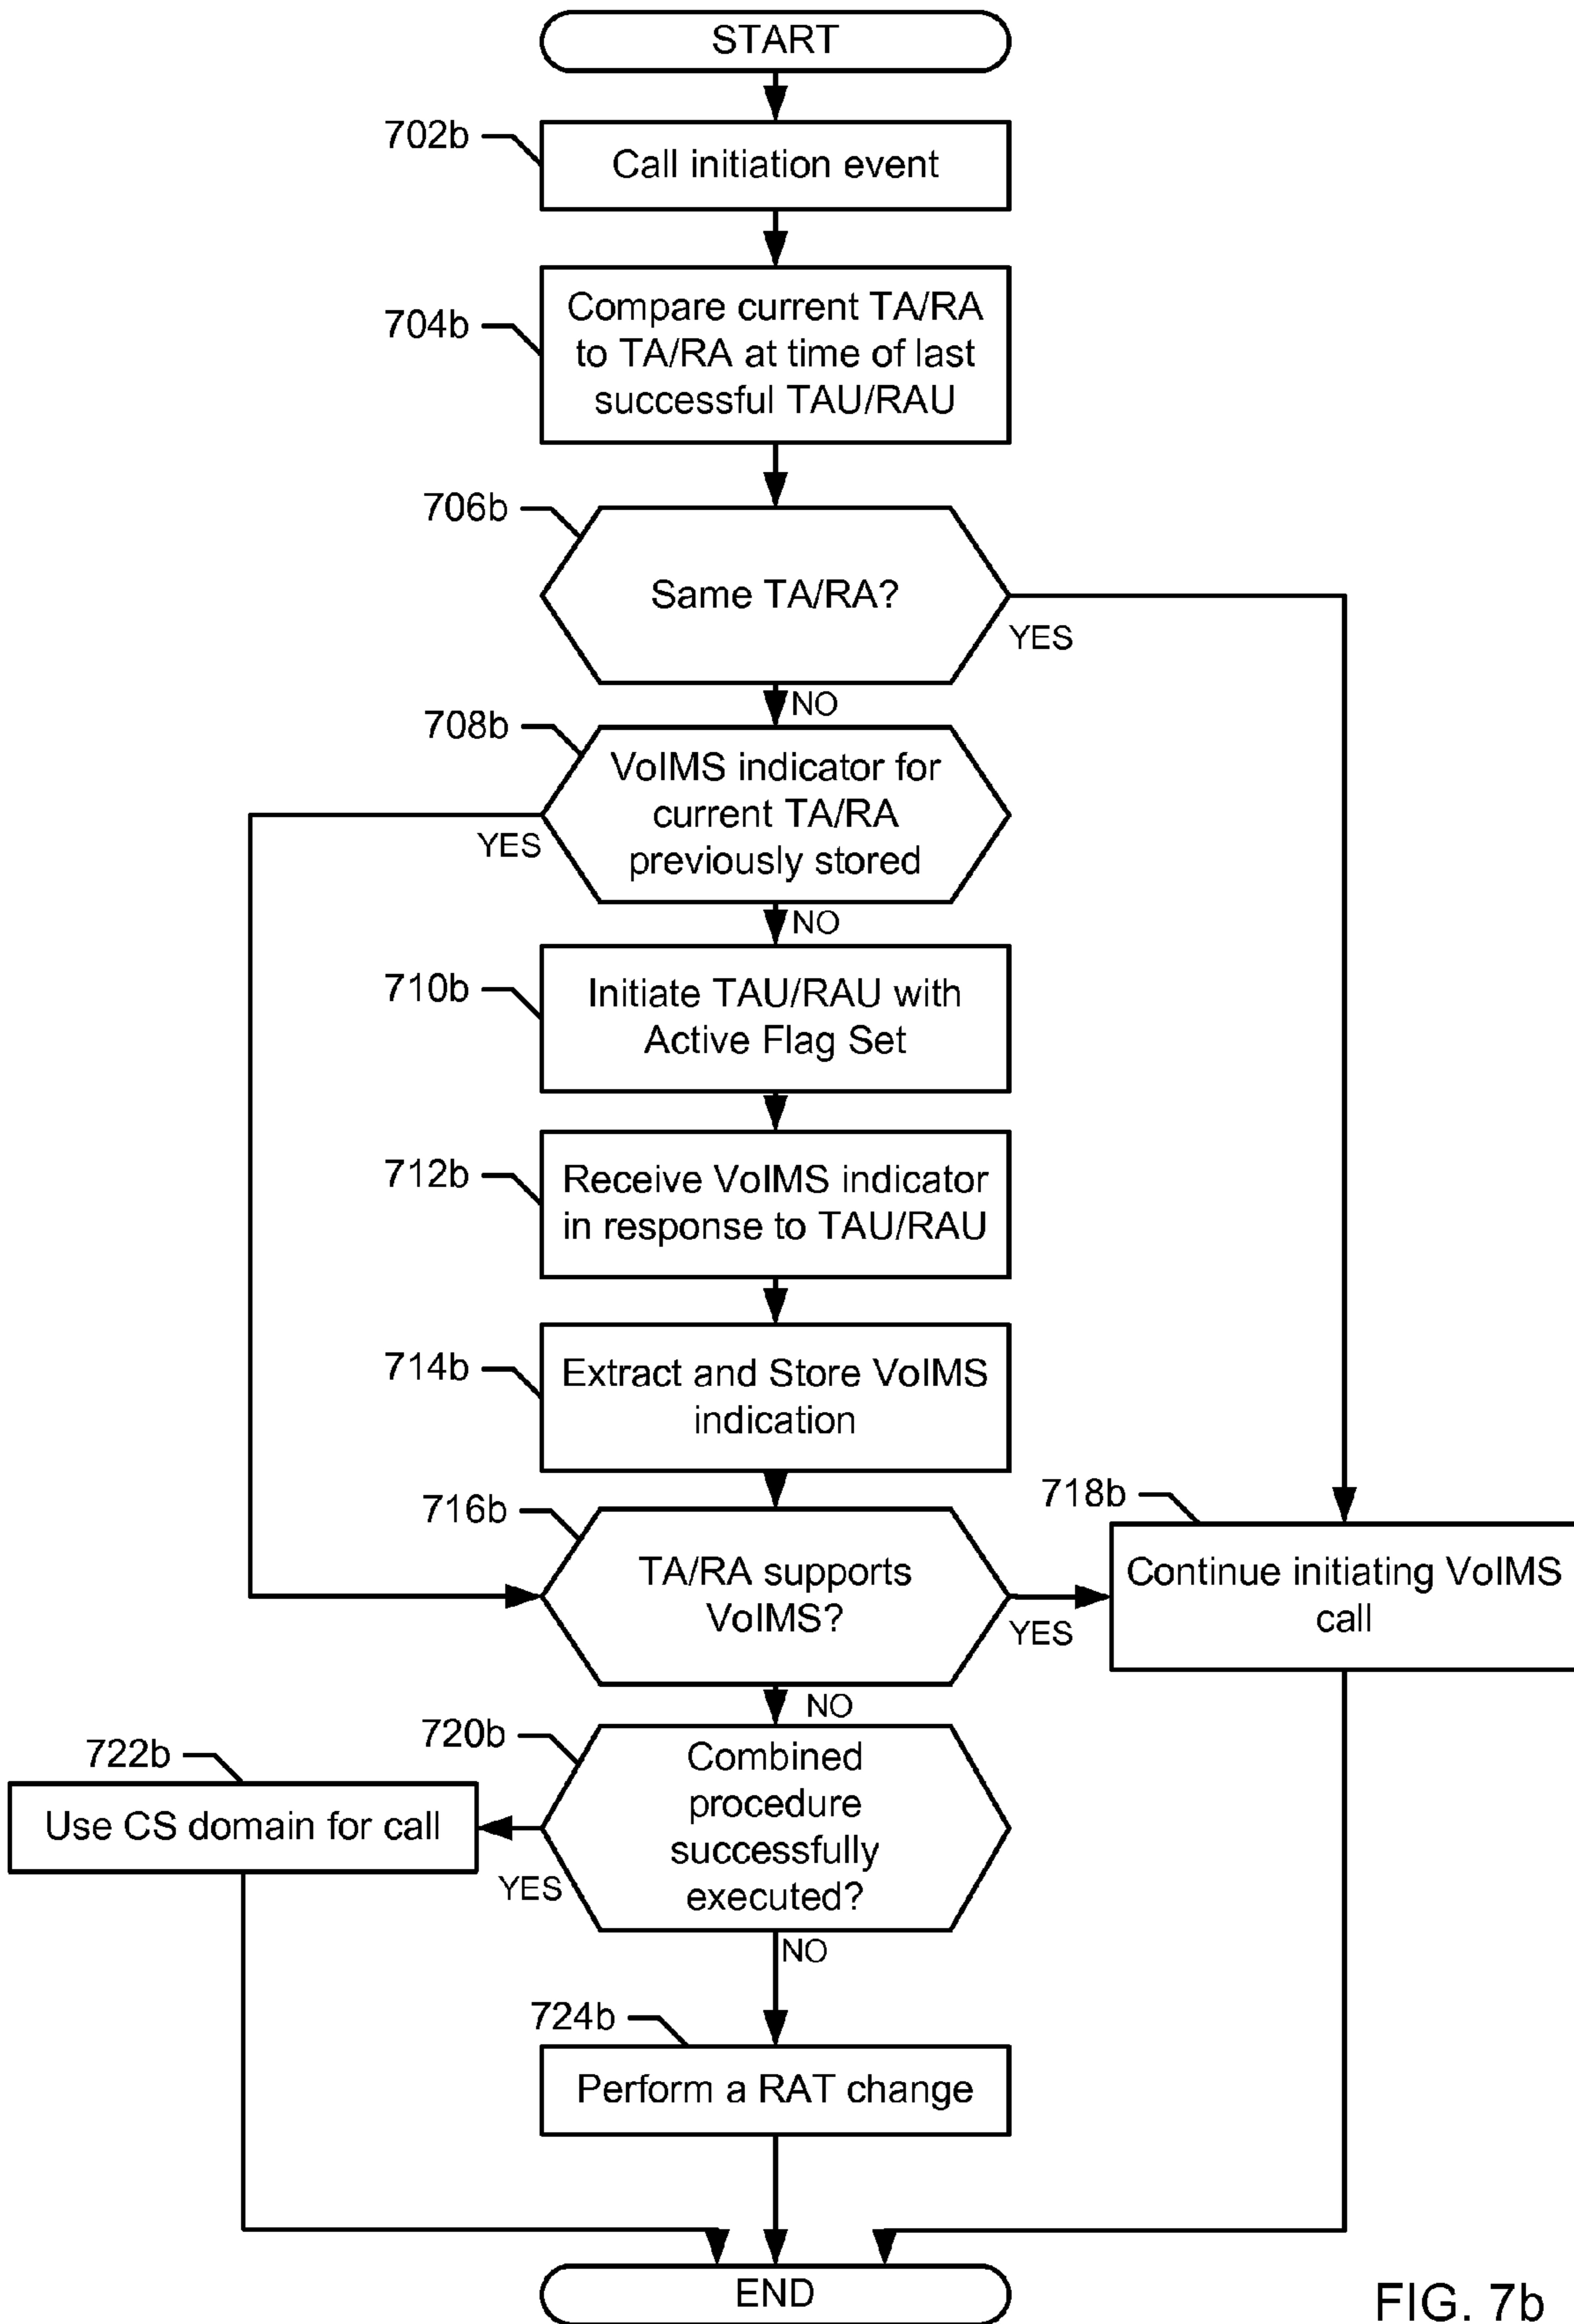 START
702b
Call initiation event
704b
Compare current TA/RA
to TA/RA at time of last
successful TAU/RAU
706b
Same TA/RA?
YES
NO
708b
VoIMS indicator for
current TA/RA
previously stored
YES
NO
710b
Initiate TAU/RAU with
Active Flag Set
712b
Receive VoIMS indicator
in response to TAU/RAU
714b
Extract and Store VoIMS
indication
716b
TA/RA supports
VoIMS?
YES
718b
Continue initiating VoIMS
call
NO
720b
Combined
procedure
successfully
executed?
YES
722b
Use CS domain for call
NO
724b
Perform a RAT change
END
FIG. 7b